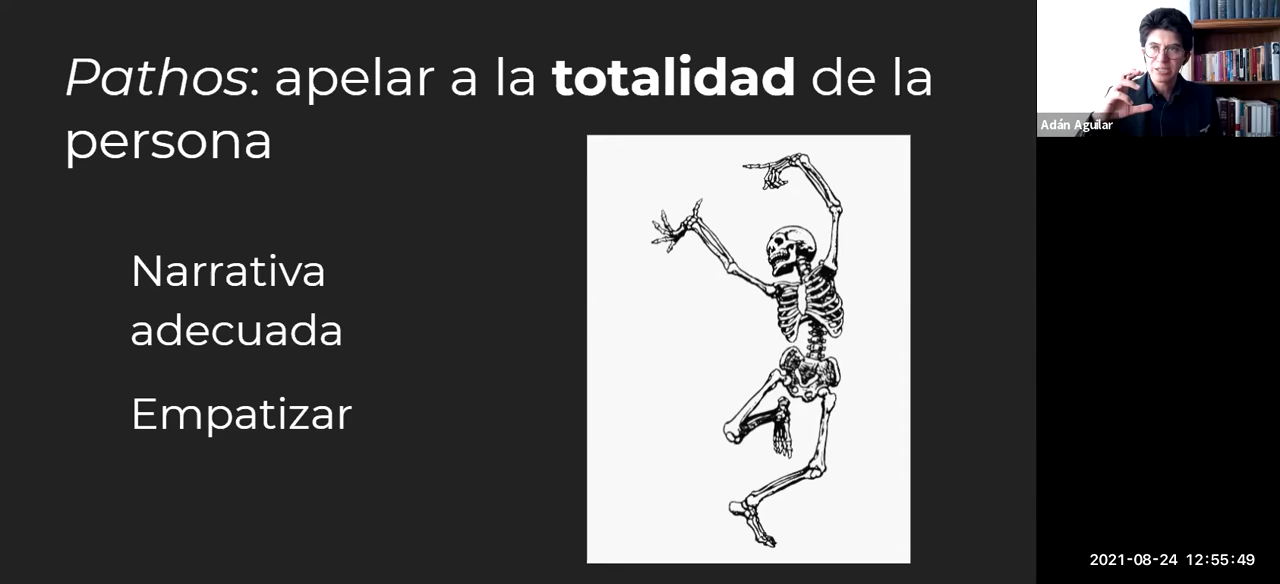 Pathos: apelar a la totalidad de la
persona
Narrativa
adecuada
Empatizar
Adán Aguilar
2021-08-24 12:55:49